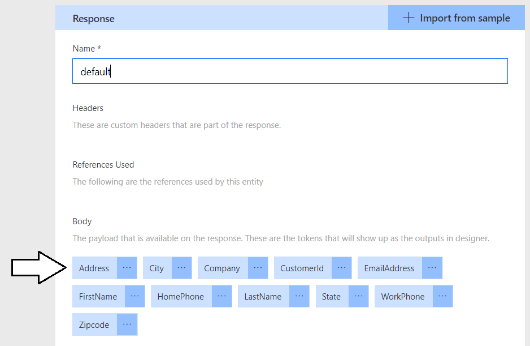 Response + Import from sample
Name *
default
Headers
These are custom headers that are part of the response.
References Used
The following are the references used by this entity
Body
The payload that is available on the response. These are the tokens that will show up as the outputs in designer.
Address ... City ... Company ... CustomerId ... EmailAddress ...
FirstName ... HomePhone ... LastName ... State ... WorkPhone ...
Zipcode ...